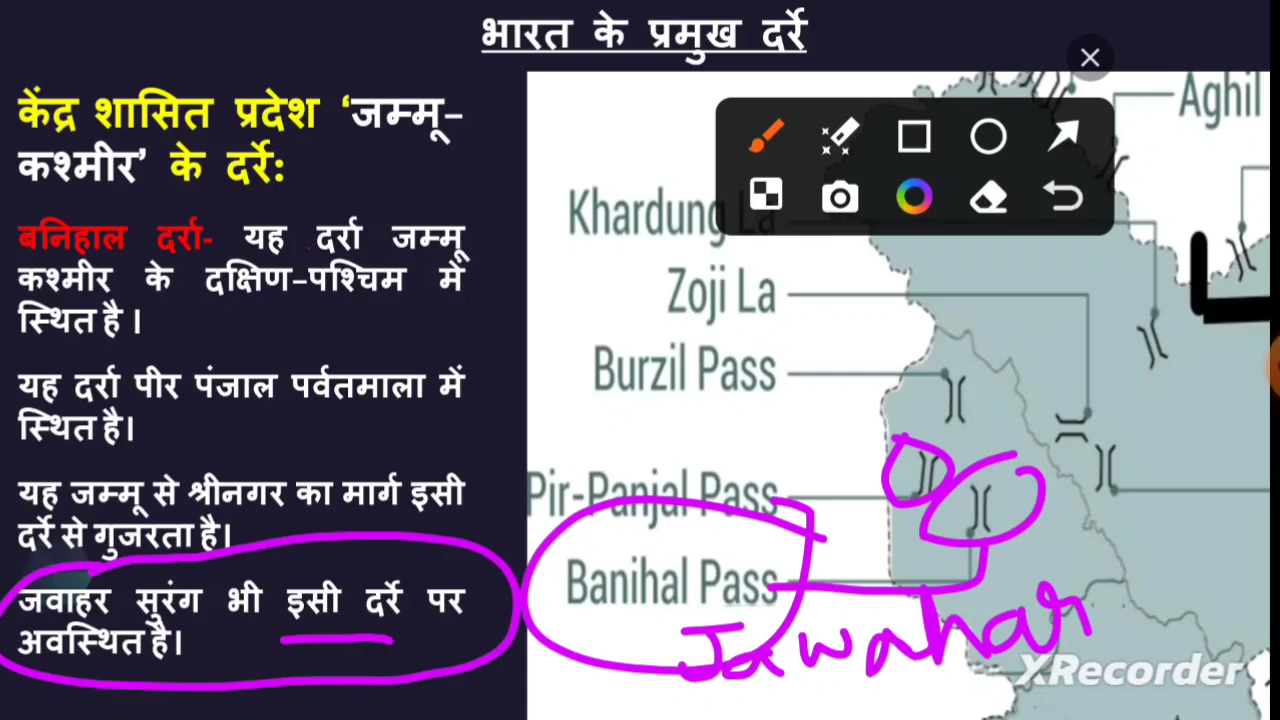 भारत के प्रमुख दर्रे
केंद्र शासित प्रदेश ‘जम्मू-
कश्मीर’ के दर्रे:
बनिहाल दर्रा- यह दर्रा जम्मू
कश्मीर के दक्षिण-पश्चिम में
स्थित है ।
यह दर्रा पीर पंजाल पर्वतमाला में
स्थित है।
यह जम्मू से श्रीनगर का मार्ग इसी
दर्रे से गुजरता है।
जवाहर सुरंग भी इसी दर्रे पर
अवस्थित है।
Aghil
Khardung La
Zoji La
Burzil Pass
Pir-Panjal Pass
Banihal Pass
Jawahar
XRecorder